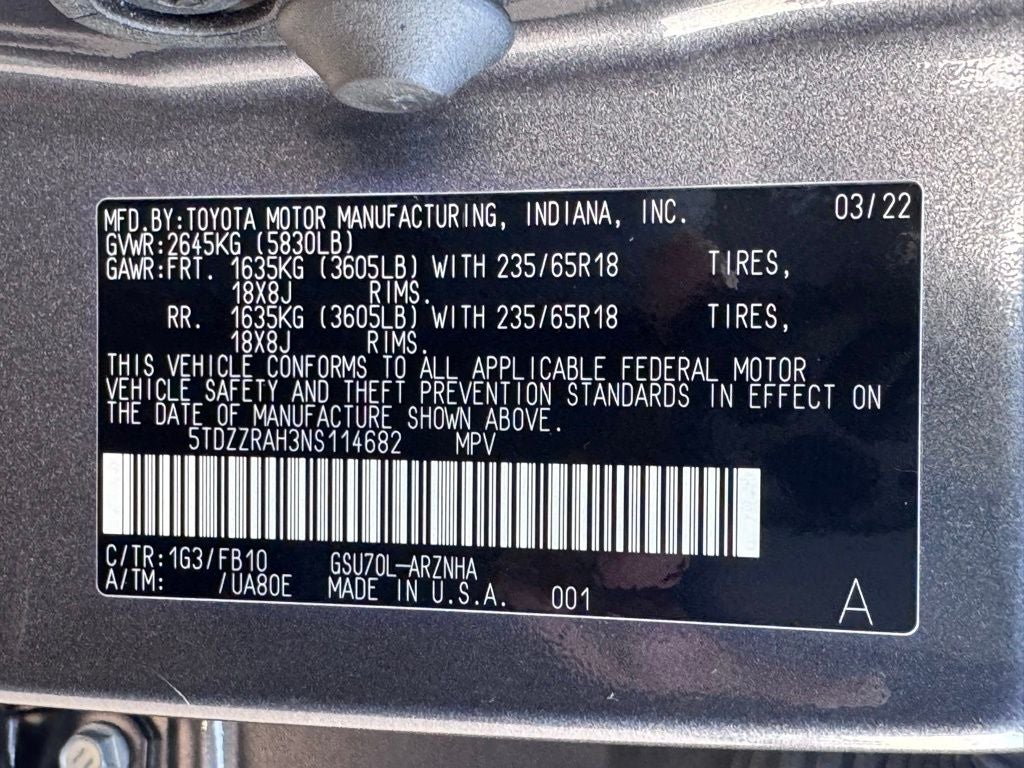 MFD.BY:TOYOTA MOTOR MANUFACTURING, INDIANA, INC. 03/22
GVWR:2645KG (5830LB)
GAWR:FRT. 1635KG (3605LB) WITH 235/65R18 TIRES,
18X8J RIMS.
RR. 1635KG (3605LB) WITH 235/65R18 TIRES,
18X8J RIMS.
THIS VEHICLE CONFORMS TO ALL APPLICABLE FEDERAL MOTOR
VEHICLE SAFETY AND THEFT PREVENTION STANDARDS IN EFFECT ON
THE DATE OF MANUFACTURE SHOWN ABOVE.
5TDZZRAH3NS114682 MPV
C/TR:1G3/FB10 GSU70L-ARZNHA
A/TM: /UA80E MADE IN U.S.A. 001 A